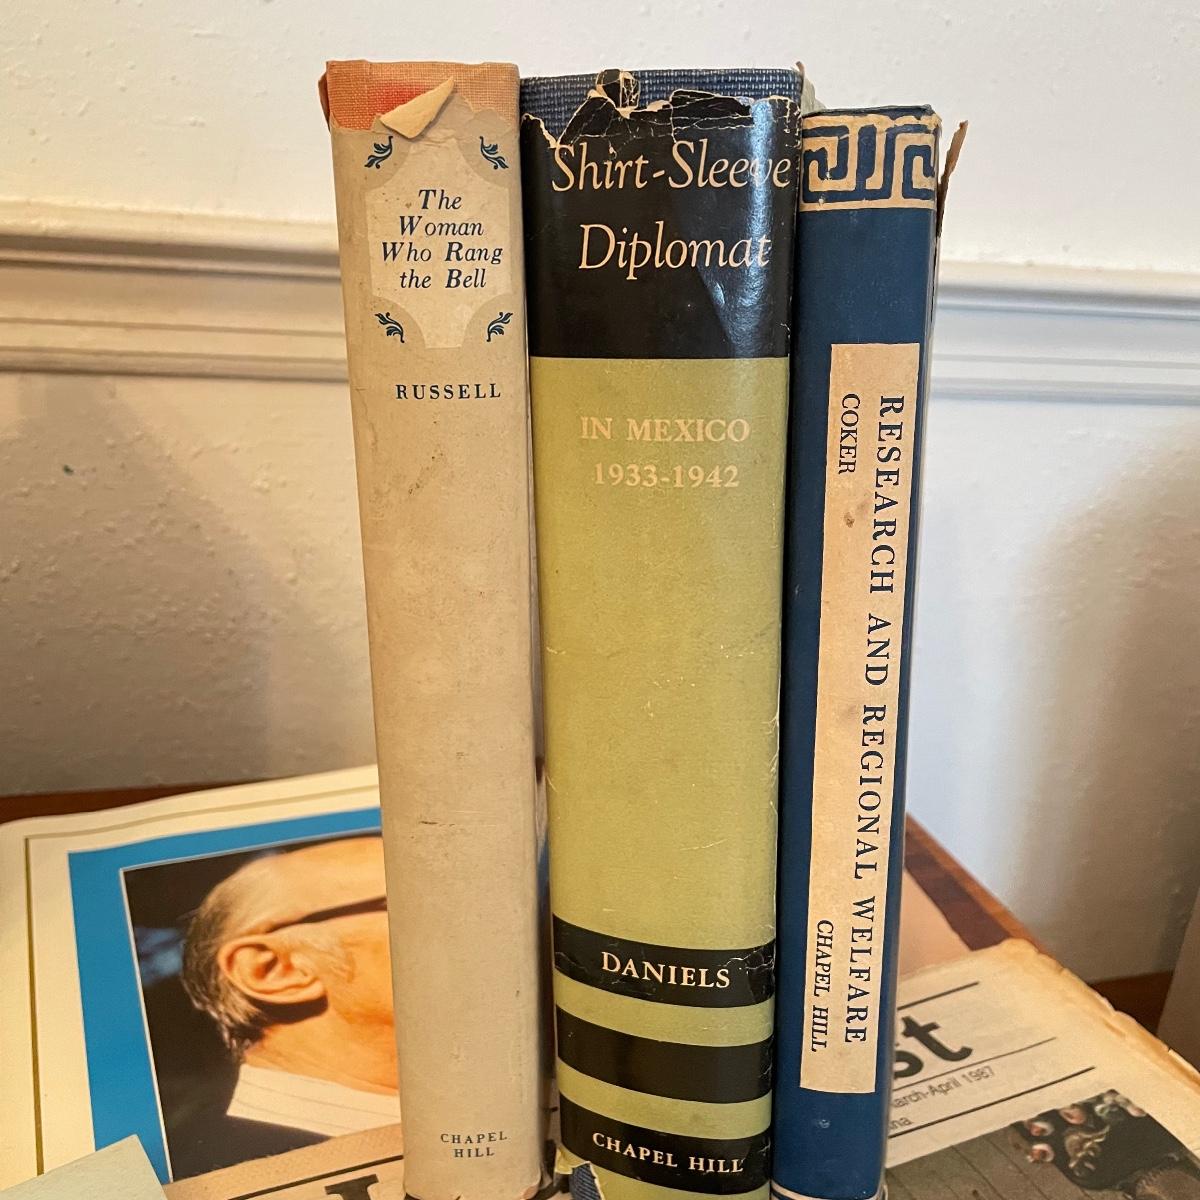 The
Woman
Who Rang
the Bell
RUSSELL
CHAPEL
HILL
Shirt-Sleeve
Diplomat
IN MEXICO
1933-1942
DANIELS
CHAPEL HILL
RESEARCH AND REGIONAL WELFARE
COKER
CHAPEL HILL
st
arch-April 1987